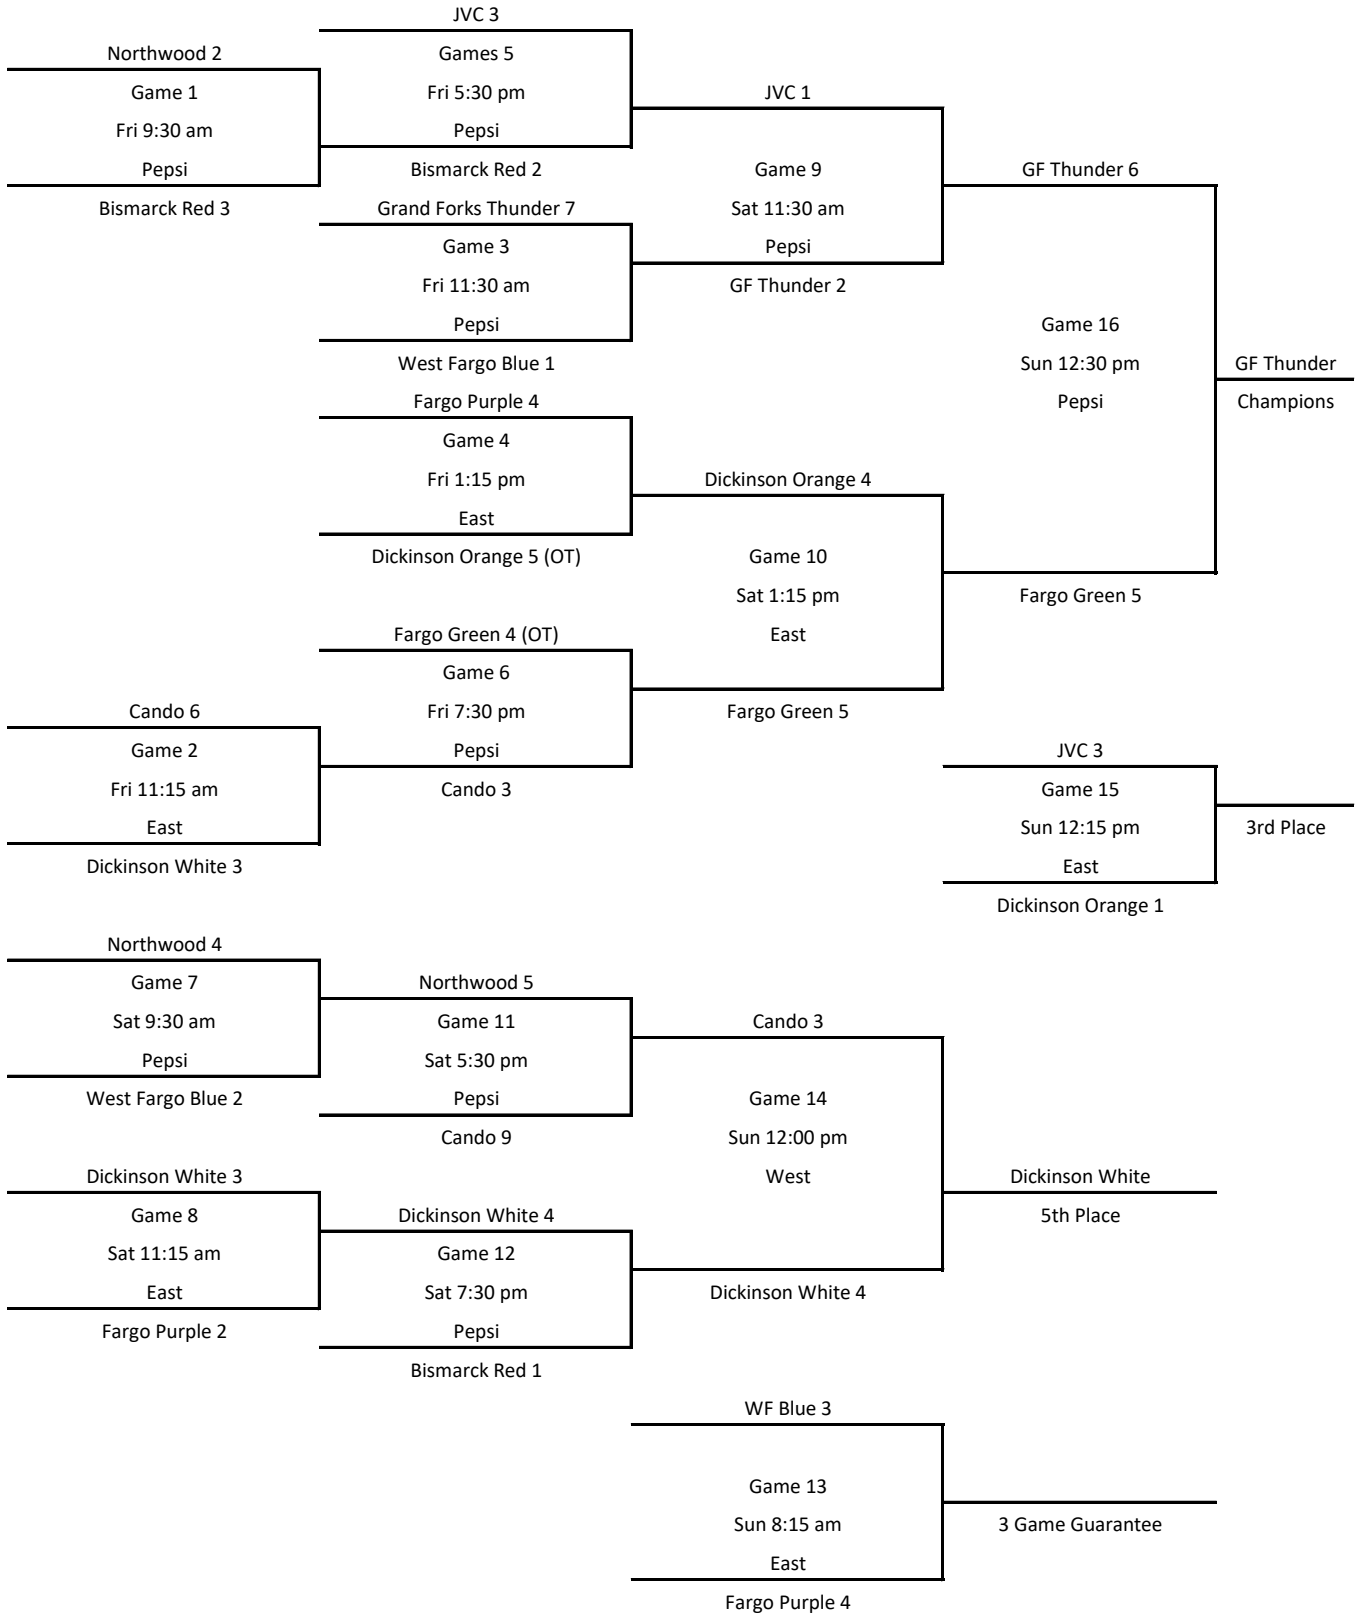 JVC 3
Northwood 2
Games 5
Game 1
Fri 5:30 pm
JVC 1
Fri 9:30 am
Pepsi
Pepsi
Bismarck Red 2
Game 9
GF Thunder 6
Bismarck Red 3
Grand Forks Thunder 7
Sat 11:30 am
Game 3
Pepsi
Fri 11:30 am
GF Thunder 2
Pepsi
Game 16
West Fargo Blue 1
Sun 12:30 pm
GF Thunder
Fargo Purple 4
Pepsi
Champions
Game 4
Fri 1:15 pm
Dickinson Orange 4
East
Dickinson Orange 5 (OT)
Game 10
Sat 1:15 pm
Fargo Green 5
Fargo Green 4 (OT)
East
Game 6
Cando 6
Fri 7:30 pm
Fargo Green 5
Game 2
Pepsi
JVC 3
Fri 11:15 am
Cando 3
Game 15
East
Sun 12:15 pm
3rd Place
Dickinson White 3
East
Dickinson Orange 1
Northwood 4
Game 7
Northwood 5
Sat 9:30 am
Game 11
Cando 3
Pepsi
Sat 5:30 pm
West Fargo Blue 2
Pepsi
Game 14
Cando 9
Sun 12:00 pm
Dickinson White 3
West
Dickinson White
Game 8
Dickinson White 4
5th Place
Sat 11:15 am
Game 12
East
Sat 7:30 pm
Dickinson White 4
Fargo Purple 2
Pepsi
Bismarck Red 1
WF Blue 3
Game 13
Sun 8:15 am
3 Game Guarantee
East
Fargo Purple 4